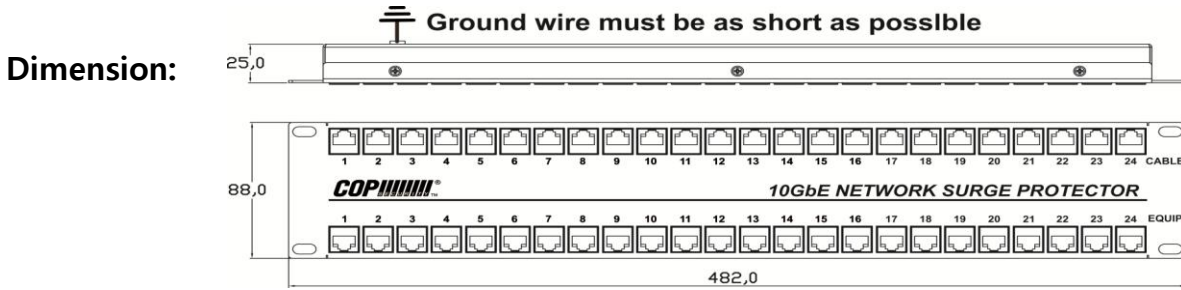 Ground wire must be as short as possIble
Dimension:
25,0
1 2 3 4 5 6 7 8 9 10 11 12 13 14 15 16 17 18 19 20 21 22 23 24 CABLE
88,0
COP ® ™ 10GbE NETWORK SURGE PROTECTOR
1 2 3 4 5 6 7 8 9 10 11 12 13 14 15 16 17 18 19 20 21 22 23 24 EQUIP
482,0